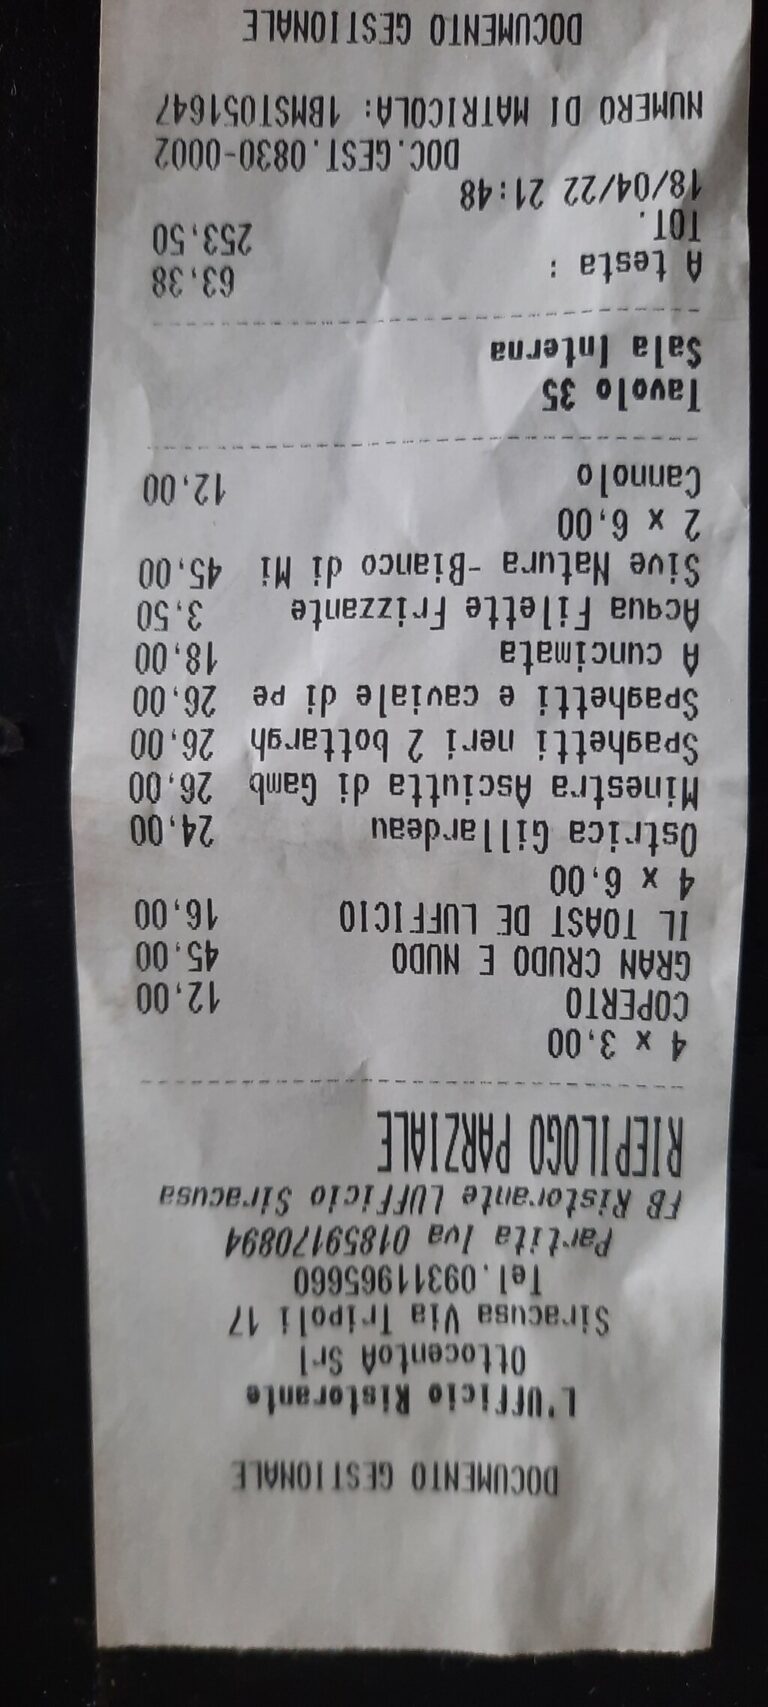 DOCUMENTO GESTIONALE
L'Ufficio Ristorante
OttocentoA Srl
Siracusa Via Tripoli 17
Tel.09311965660
Partita Iva 01859170894
FB Ristorante LUfficio Siracusa
RIEPILOGO PARZIALE
4 x 3,00
COPERTO 12,00
GRAN CRUDO E NUDO 45,00
IL TOAST DE LUFFICIO 16,00
4 x 6,00
Ostrica Gillardeau 24,00
Minestra Asciutta di Gamb 26,00
Spaghetti neri 2 bottargh 26,00
Spaghetti e caviale di pe 26,00
A cuncimata 18,00
Acqua Filette Frizzante 3,50
Sive Natura -Bianco di Mi 45,00
2 x 6,00
Cannolo 12,00
Tavolo 35
Sala Interna
A testa : 63,38
TOT. 253,50
18/04/22 21:48
DOC.GEST.0830-0002
NUMERO DI MATRICOLA: 1BMST051647
DOCUMENTO GESTIONALE